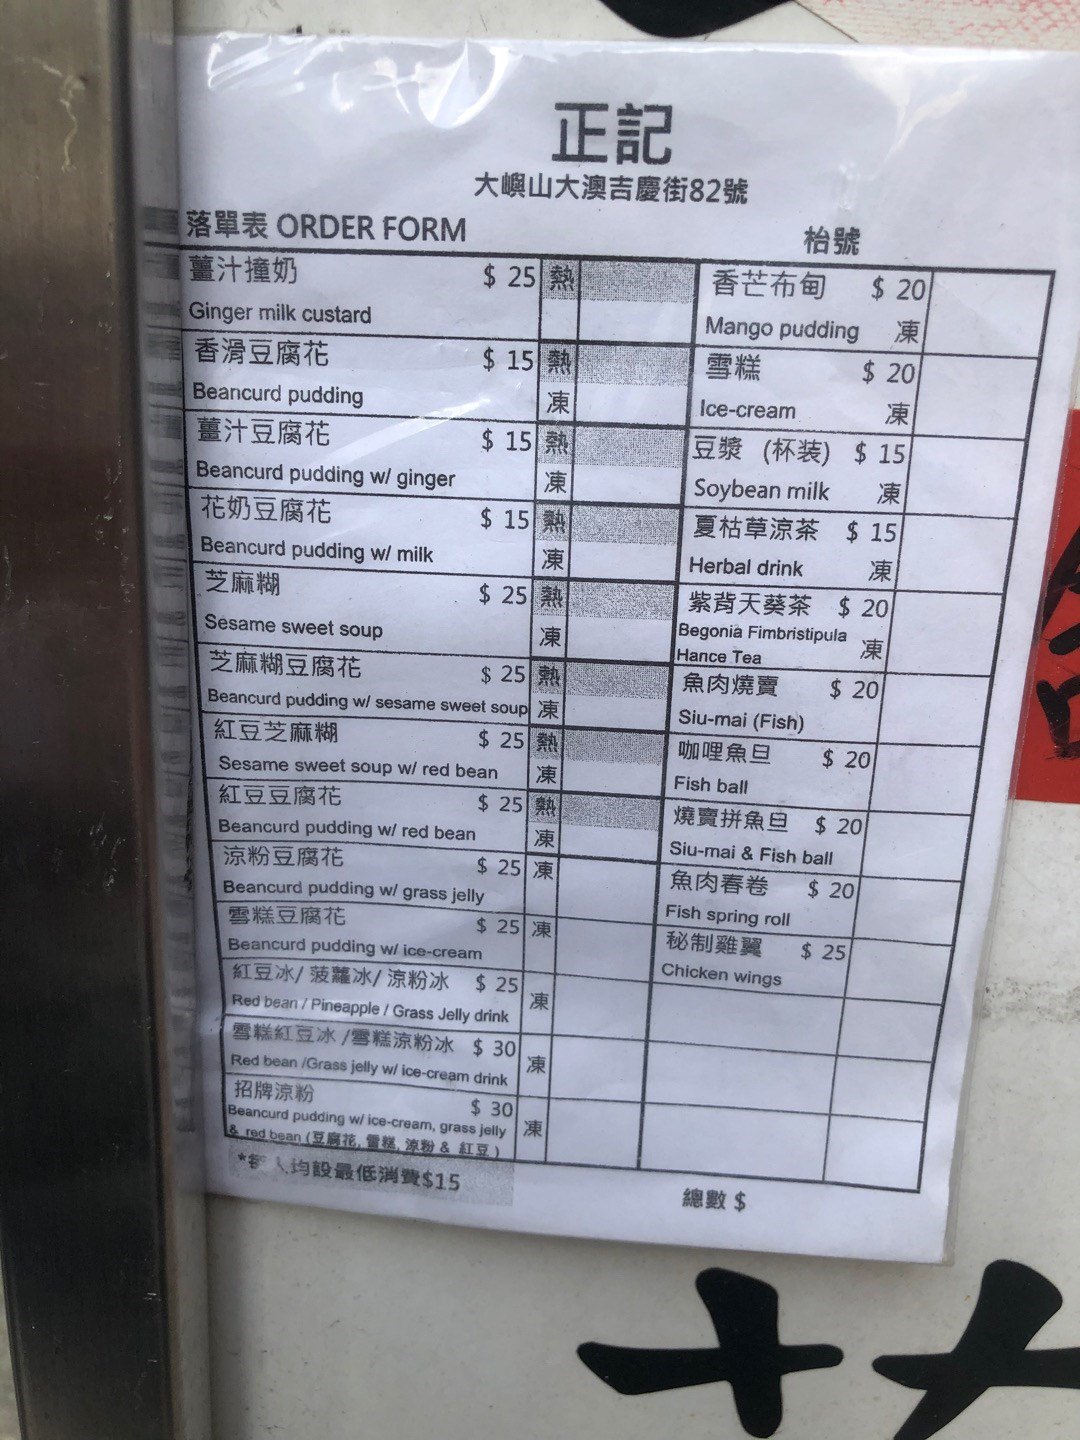 正記
大嶼山大澳吉慶街82號
落單表 ORDER FORM
枱號
薑汁撞奶 $ 25 熱
Ginger milk custard
香滑豆腐花 $ 15 熱
Beancurd pudding 凍
薑汁豆腐花 $ 15 熱
Beancurd pudding w/ ginger 凍
花奶豆腐花 $ 15 熱
Beancurd pudding w/ milk 凍
芝麻糊 $ 25 熱
Sesame sweet soup 凍
芝麻糊豆腐花 $ 25 熱
Beancurd pudding w/ sesame sweet soup 凍
紅豆芝麻糊 $ 25 熱
Sesame sweet soup w/ red bean 凍
紅豆豆腐花 $ 25 熱
Beancurd pudding w/ red bean 凍
涼粉豆腐花 $ 25 凍
Beancurd pudding w/ grass jelly
雪糕豆腐花 $ 25 凍
Beancurd pudding w/ ice-cream
紅豆冰/ 菠蘿冰/ 涼粉冰 $ 25 凍
Red bean / Pineapple / Grass Jelly drink
雪糕紅豆冰 /雪糕涼粉冰 $ 30 凍
Red bean /Grass jelly w/ ice-cream drink
招牌涼粉 $ 30 凍
Beancurd pudding w/ ice-cream, grass jelly
& red bean (豆腐花, 雪糕, 涼粉 & 紅豆)
香芒布甸 $ 20
Mango pudding 凍
雪糕 $ 20
Ice-cream 凍
豆漿 (杯装) $ 15
Soybean milk 凍
夏枯草涼茶 $ 15
Herbal drink 凍
紫背天葵茶 $ 20
Begonia Fimbristipula 凍
Hance Tea
魚肉燒賣 $ 20
Siu-mai (Fish)
咖哩魚旦 $ 20
Fish ball
燒賣拼魚旦 $ 20
Siu-mai & Fish ball
魚肉春卷 $ 20
Fish spring roll
秘制雞翼 $ 25
Chicken wings
*每人均設最低消費$15
總數 $